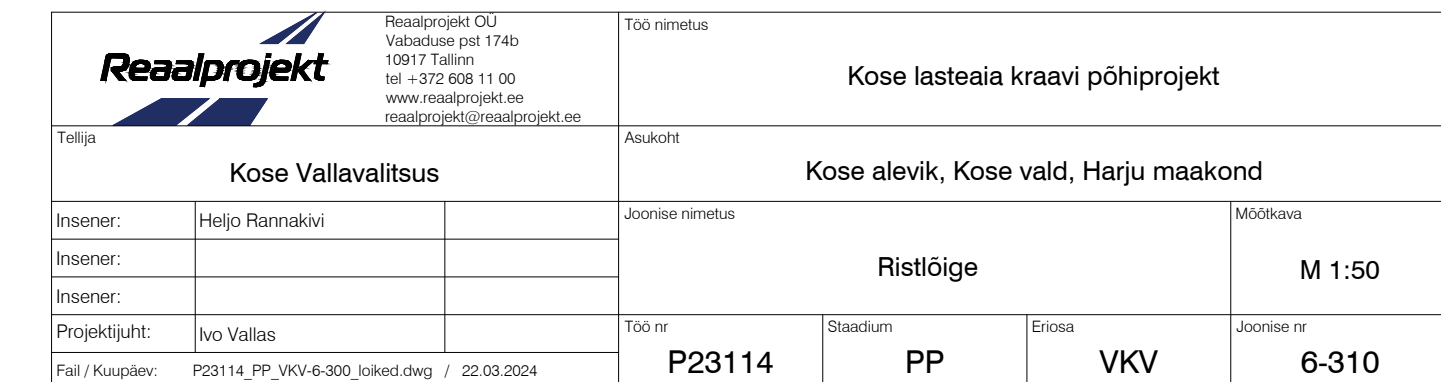 Reaalprojekt
Reaalprojekt OÜ
Vabaduse pst 174b
10917 Tallinn
tel +372 608 11 00
www.reaalprojekt.ee
reaalprojekt@reaalprojekt.ee
Töö nimetus
Kose lasteaia kraavi põhiprojekt
Tellija
Kose Vallavalitsus
Asukoht
Kose alevik, Kose vald, Harju maakond
Insener: Heljo Rannakivi
Insener:
Insener:
Projektijuht: Ivo Vallas
Fail / Kuupäev: P23114_PP_VKV-6-300_loiked.dwg / 22.03.2024
Joonise nimetus
Ristlõige
Mõõtkava
M 1:50
Töö nr
P23114
Staadium
PP
Eriosa
VKV
Joonise nr
6-310